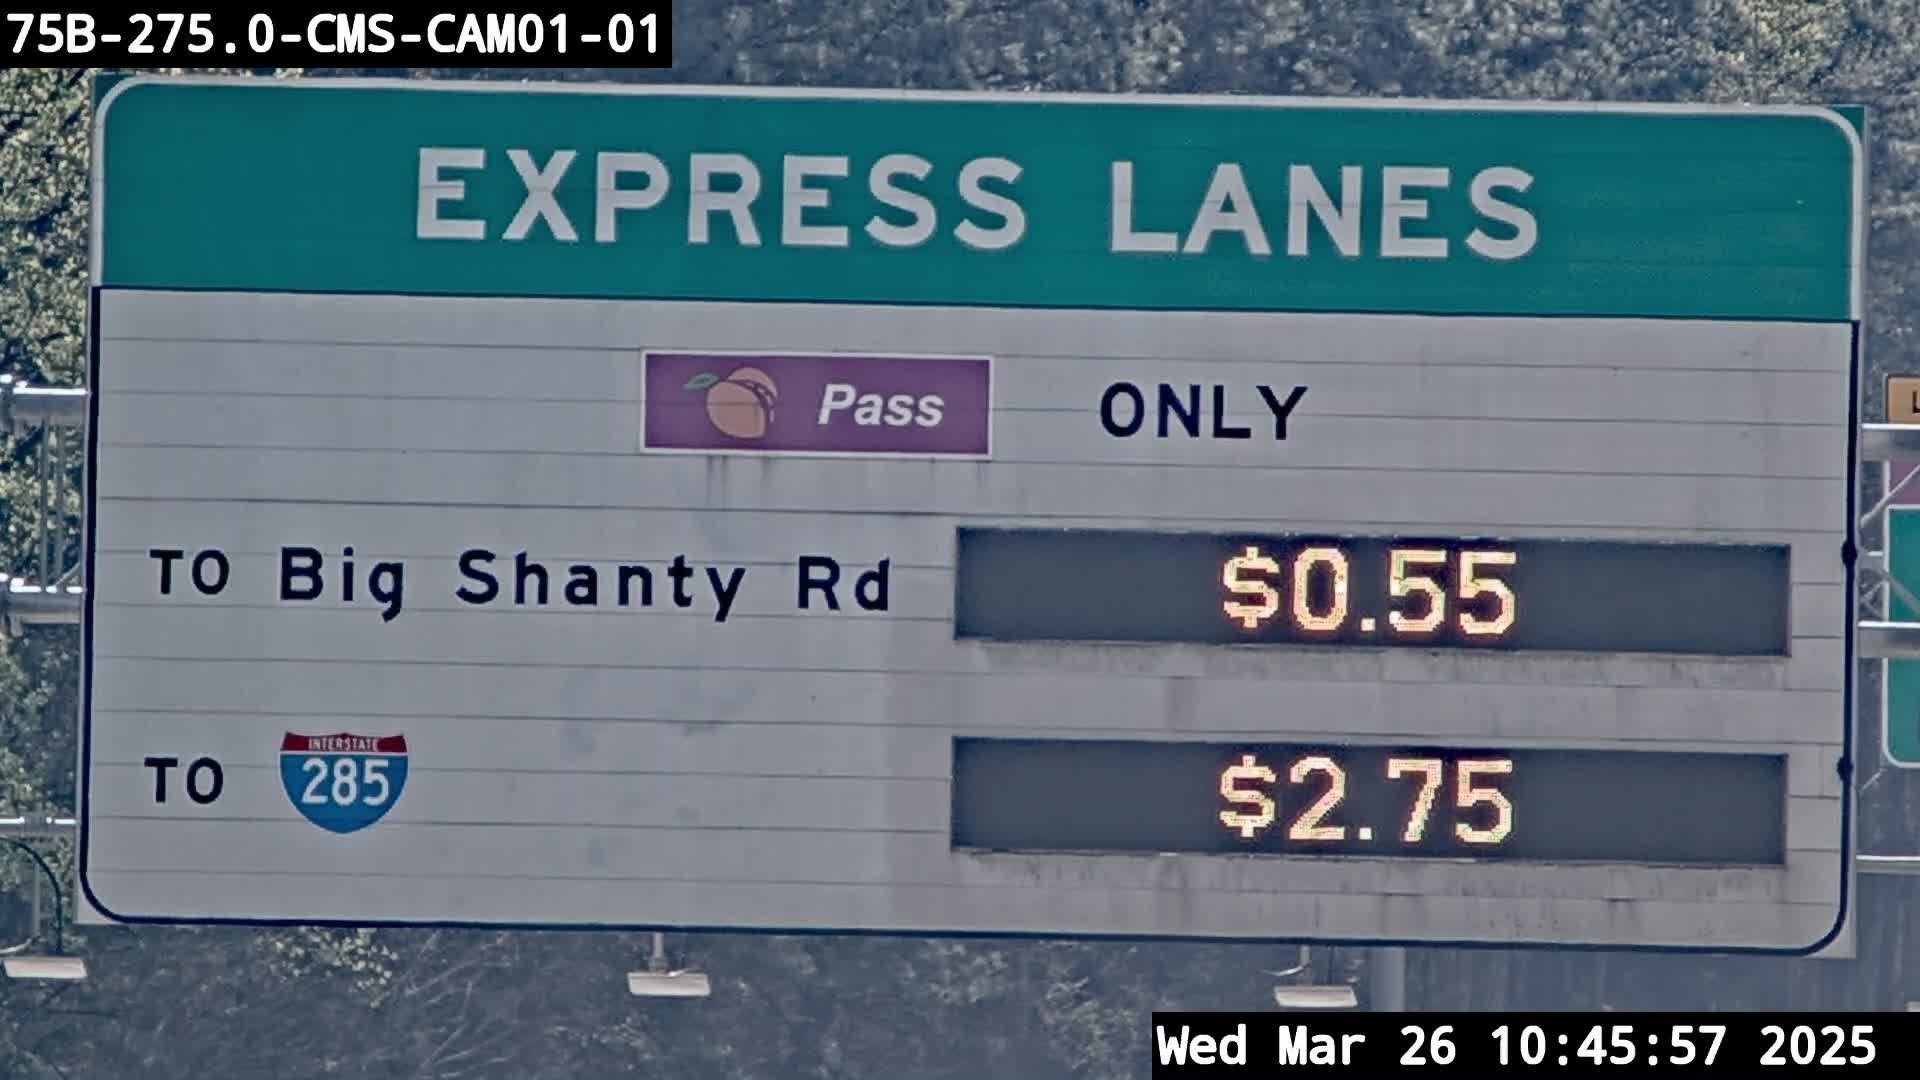 75B-275.0-CMS-CAM01-01
EXPRESS LANES
Pass ONLY
TO Big Shanty Rd $0.55
TO INTERSTATE 285 $2.75
Wed Mar 26 10:45:57 2025